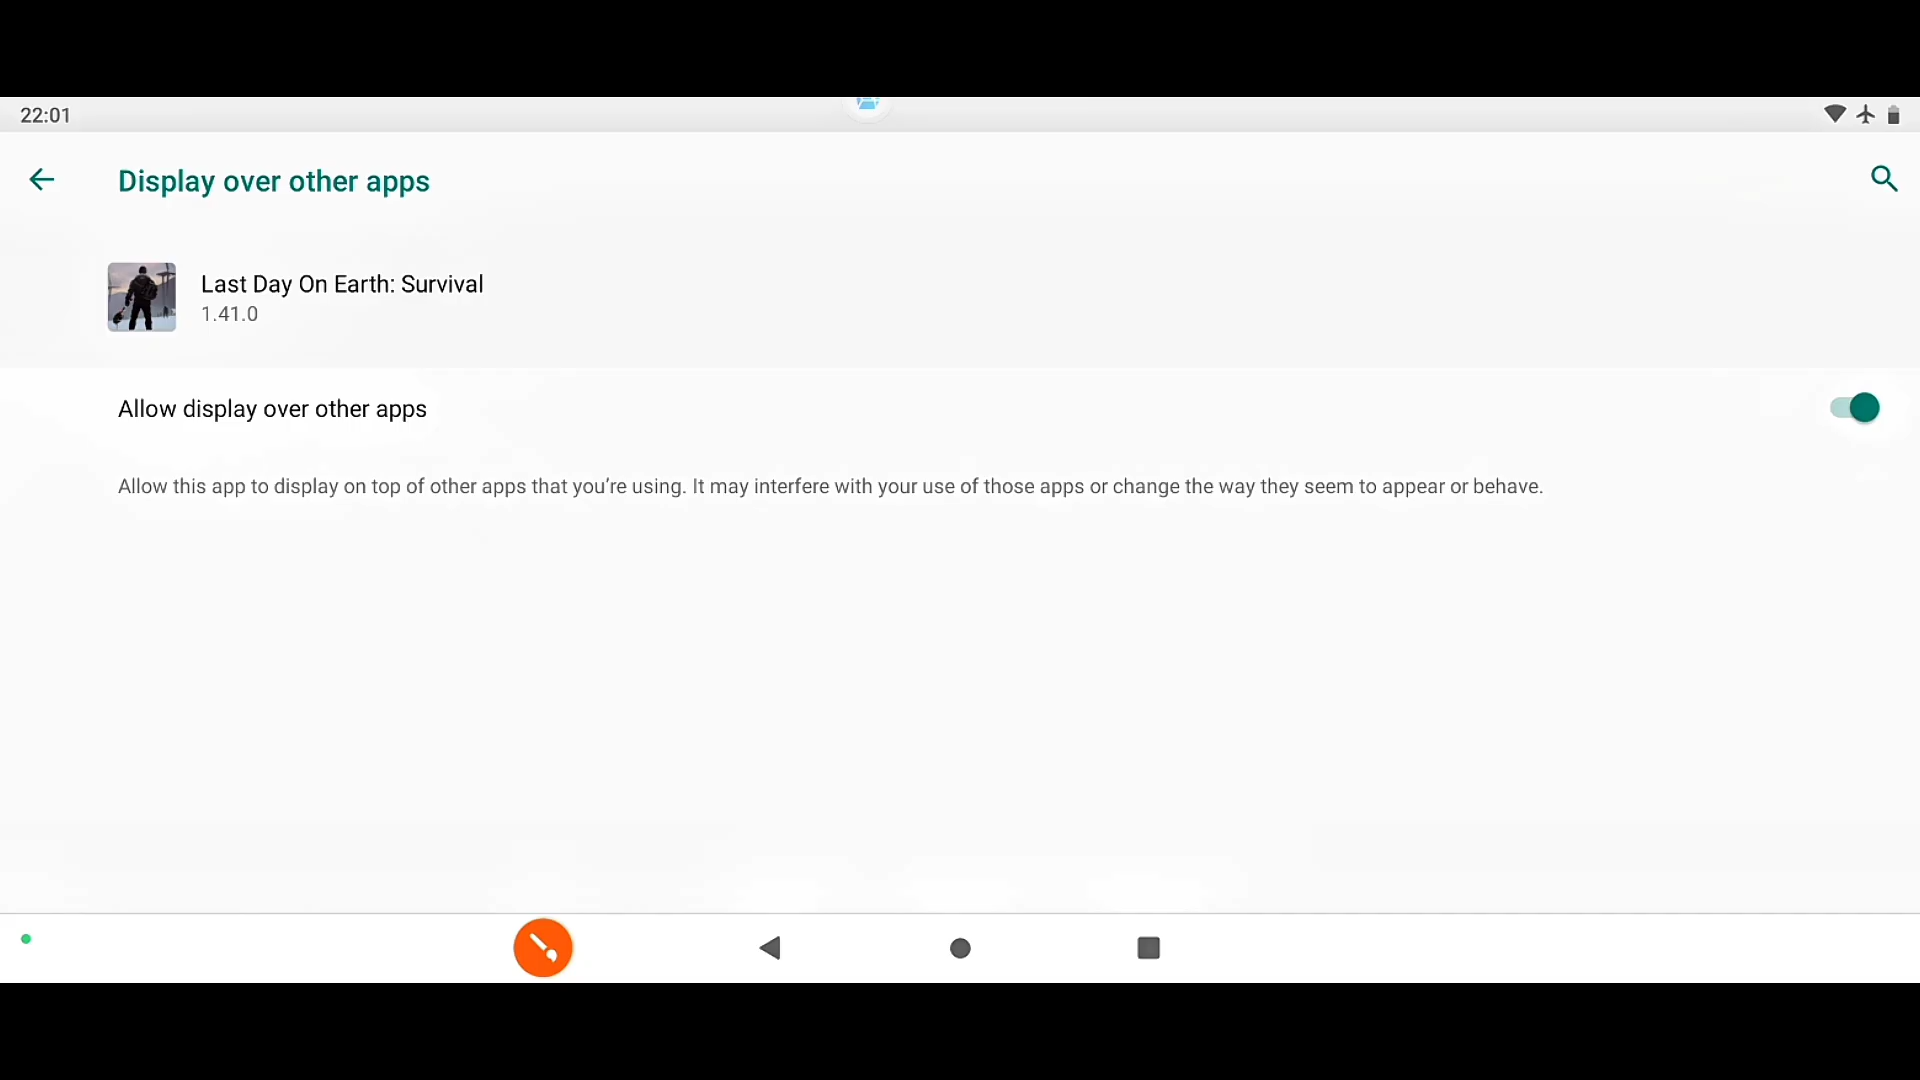 22:01
Display over other apps
Last Day On Earth: Survival
1.41.0
Allow display over other apps
Allow this app to display on top of other apps that you’re using. It may interfere with your use of those apps or change the way they seem to appear or behave.